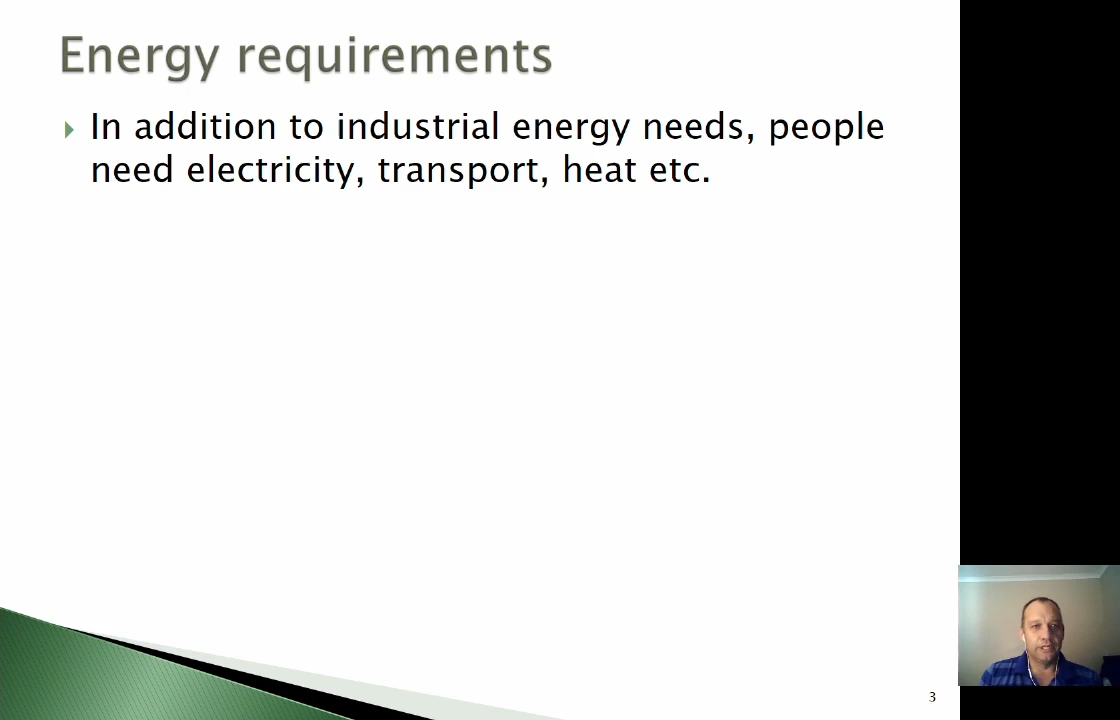 Energy requirements
In addition to industrial energy needs, people
need electricity, transport, heat etc.
3